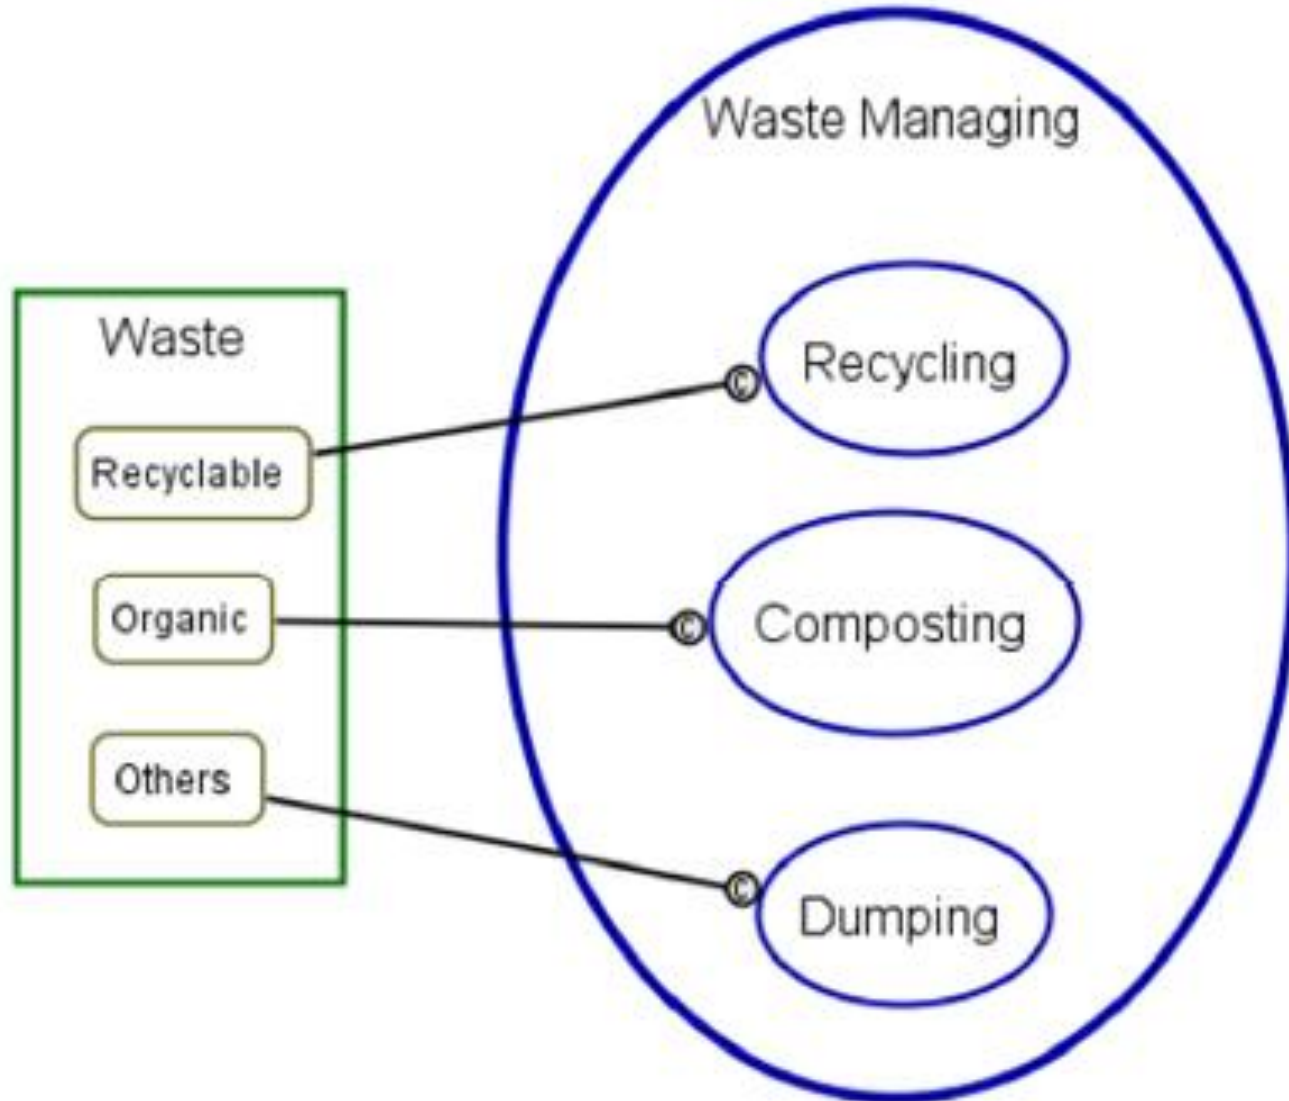 Waste Managing
Waste
Recyclable
Organic
Others
©
Recycling
©
Composting
©
Dumping